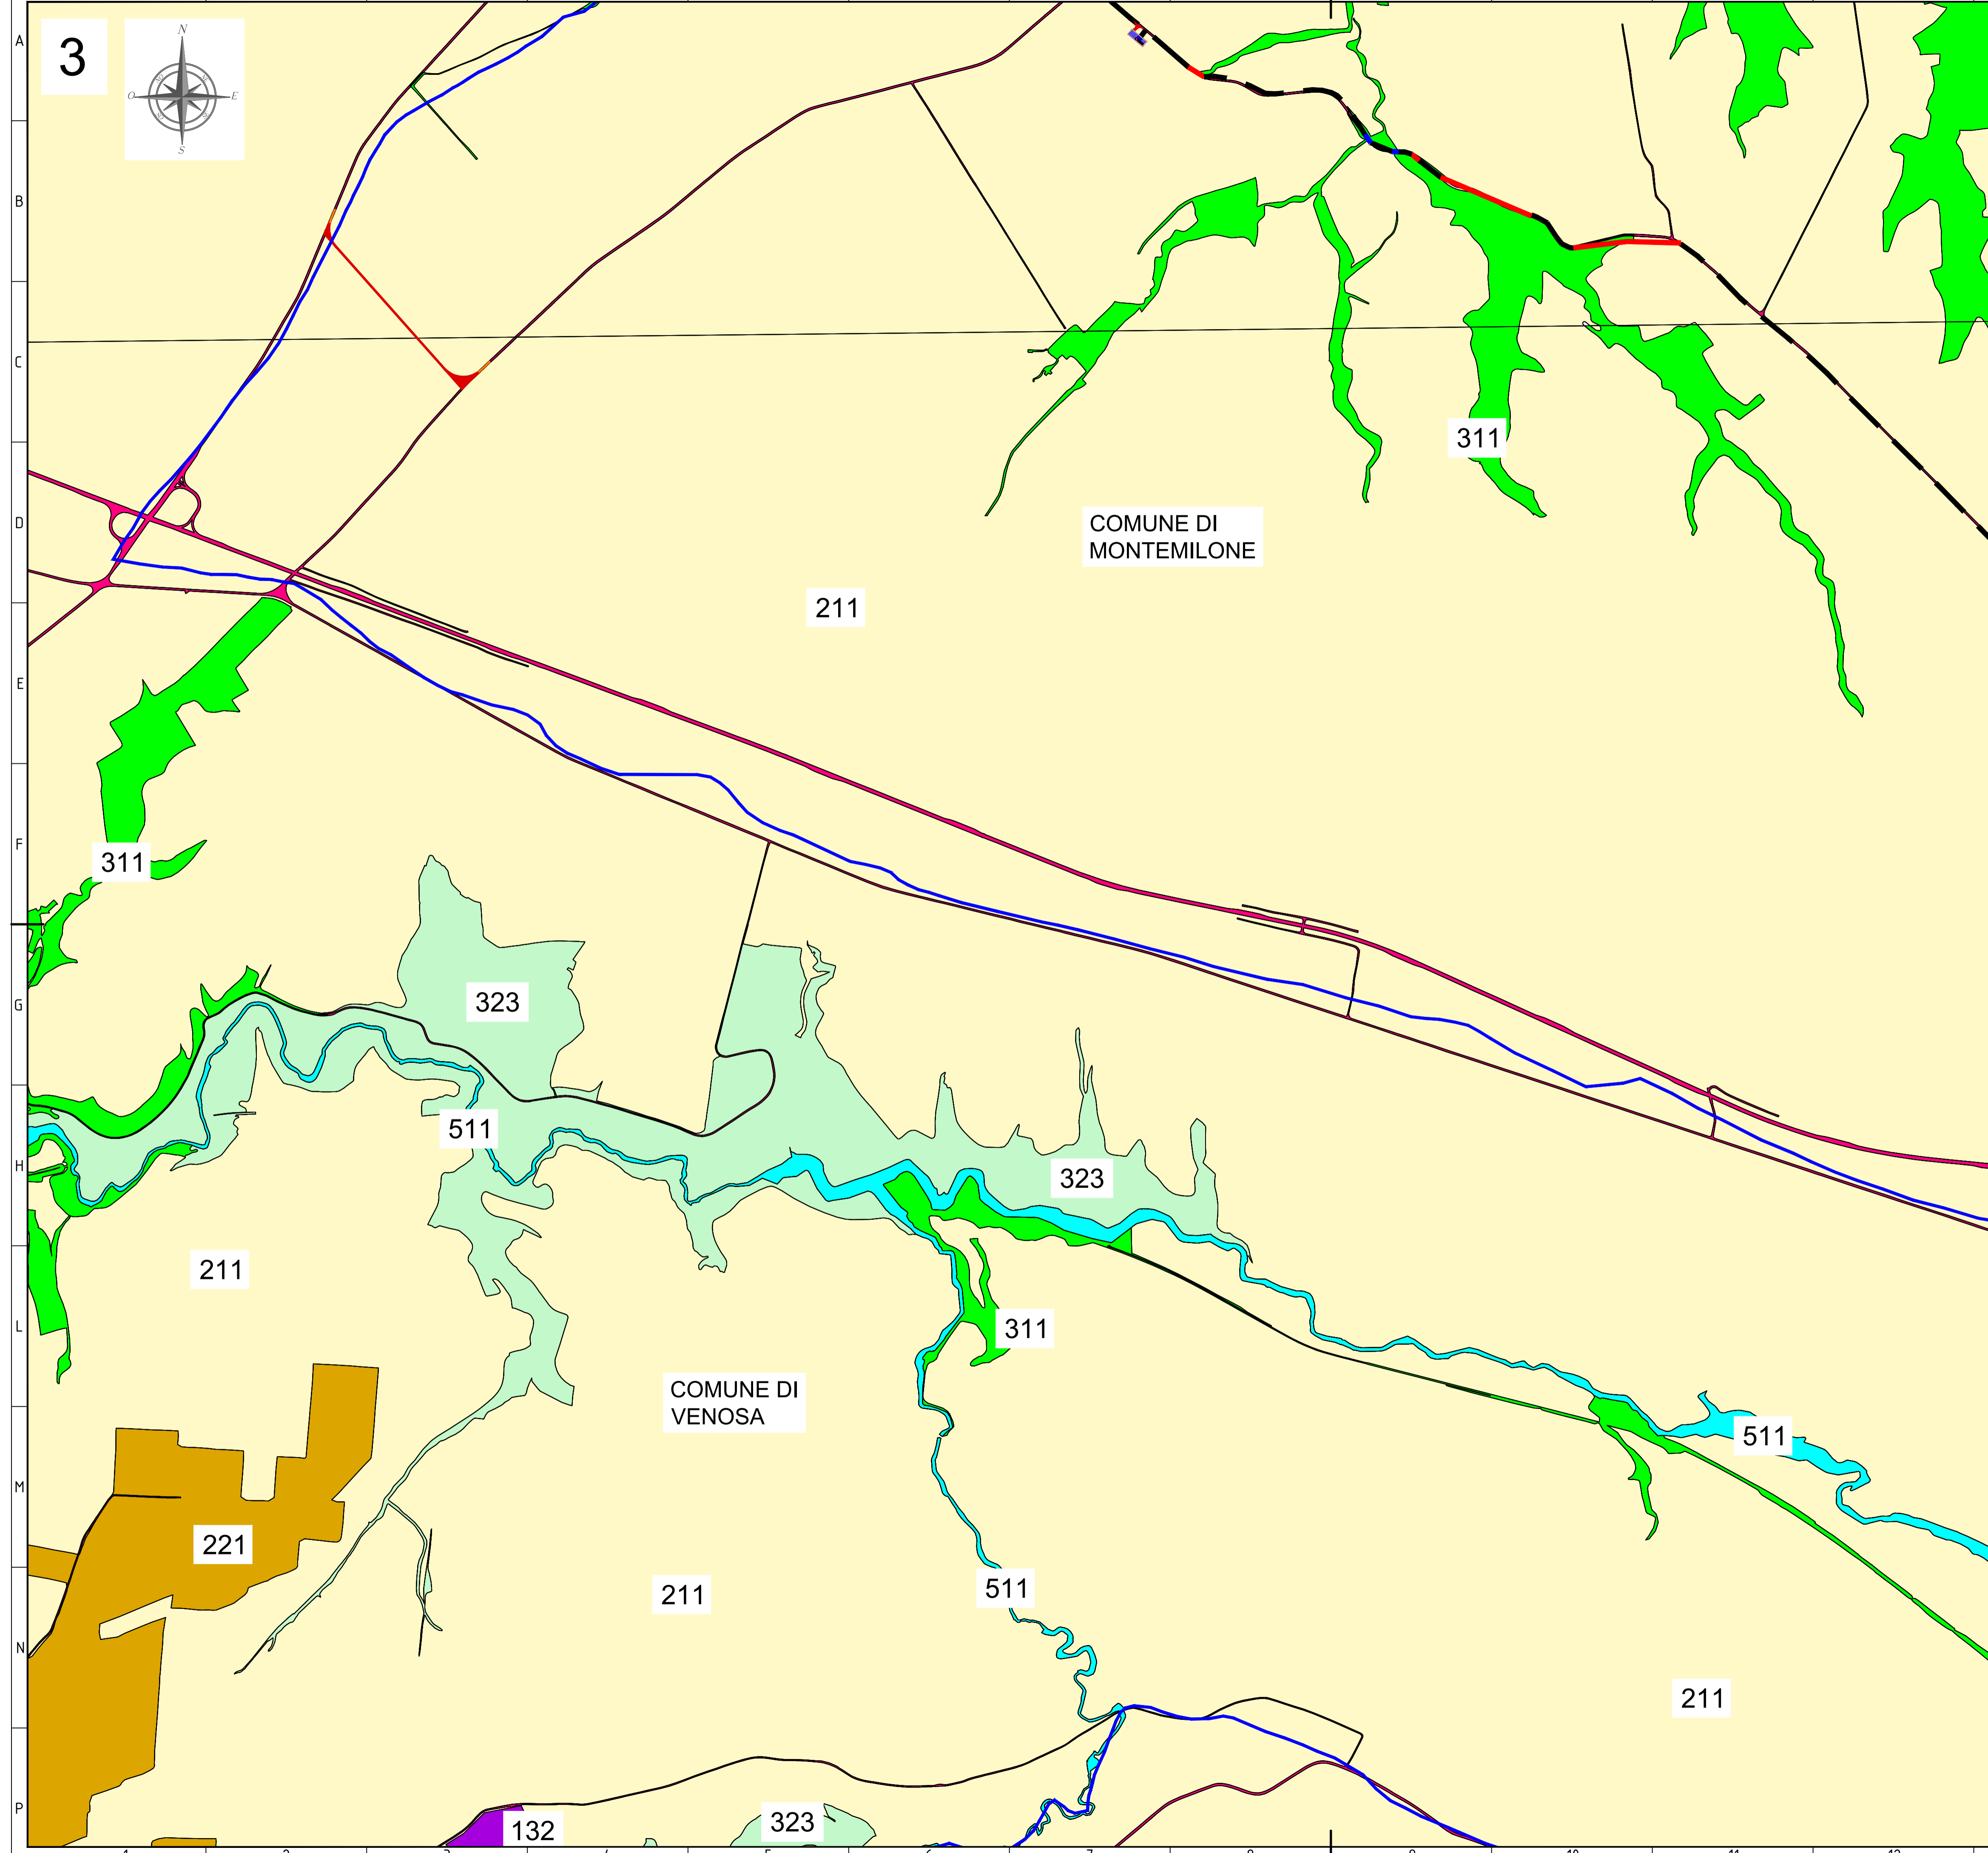 3
N
O
E
S
A
B
C
D
E
F
G
H
L
M
N
P
311
COMUNE DI
MONTEMILONE
211
311
323
511
323
211
311
COMUNE DI
VENOSA
511
221
211
511
211
132
323